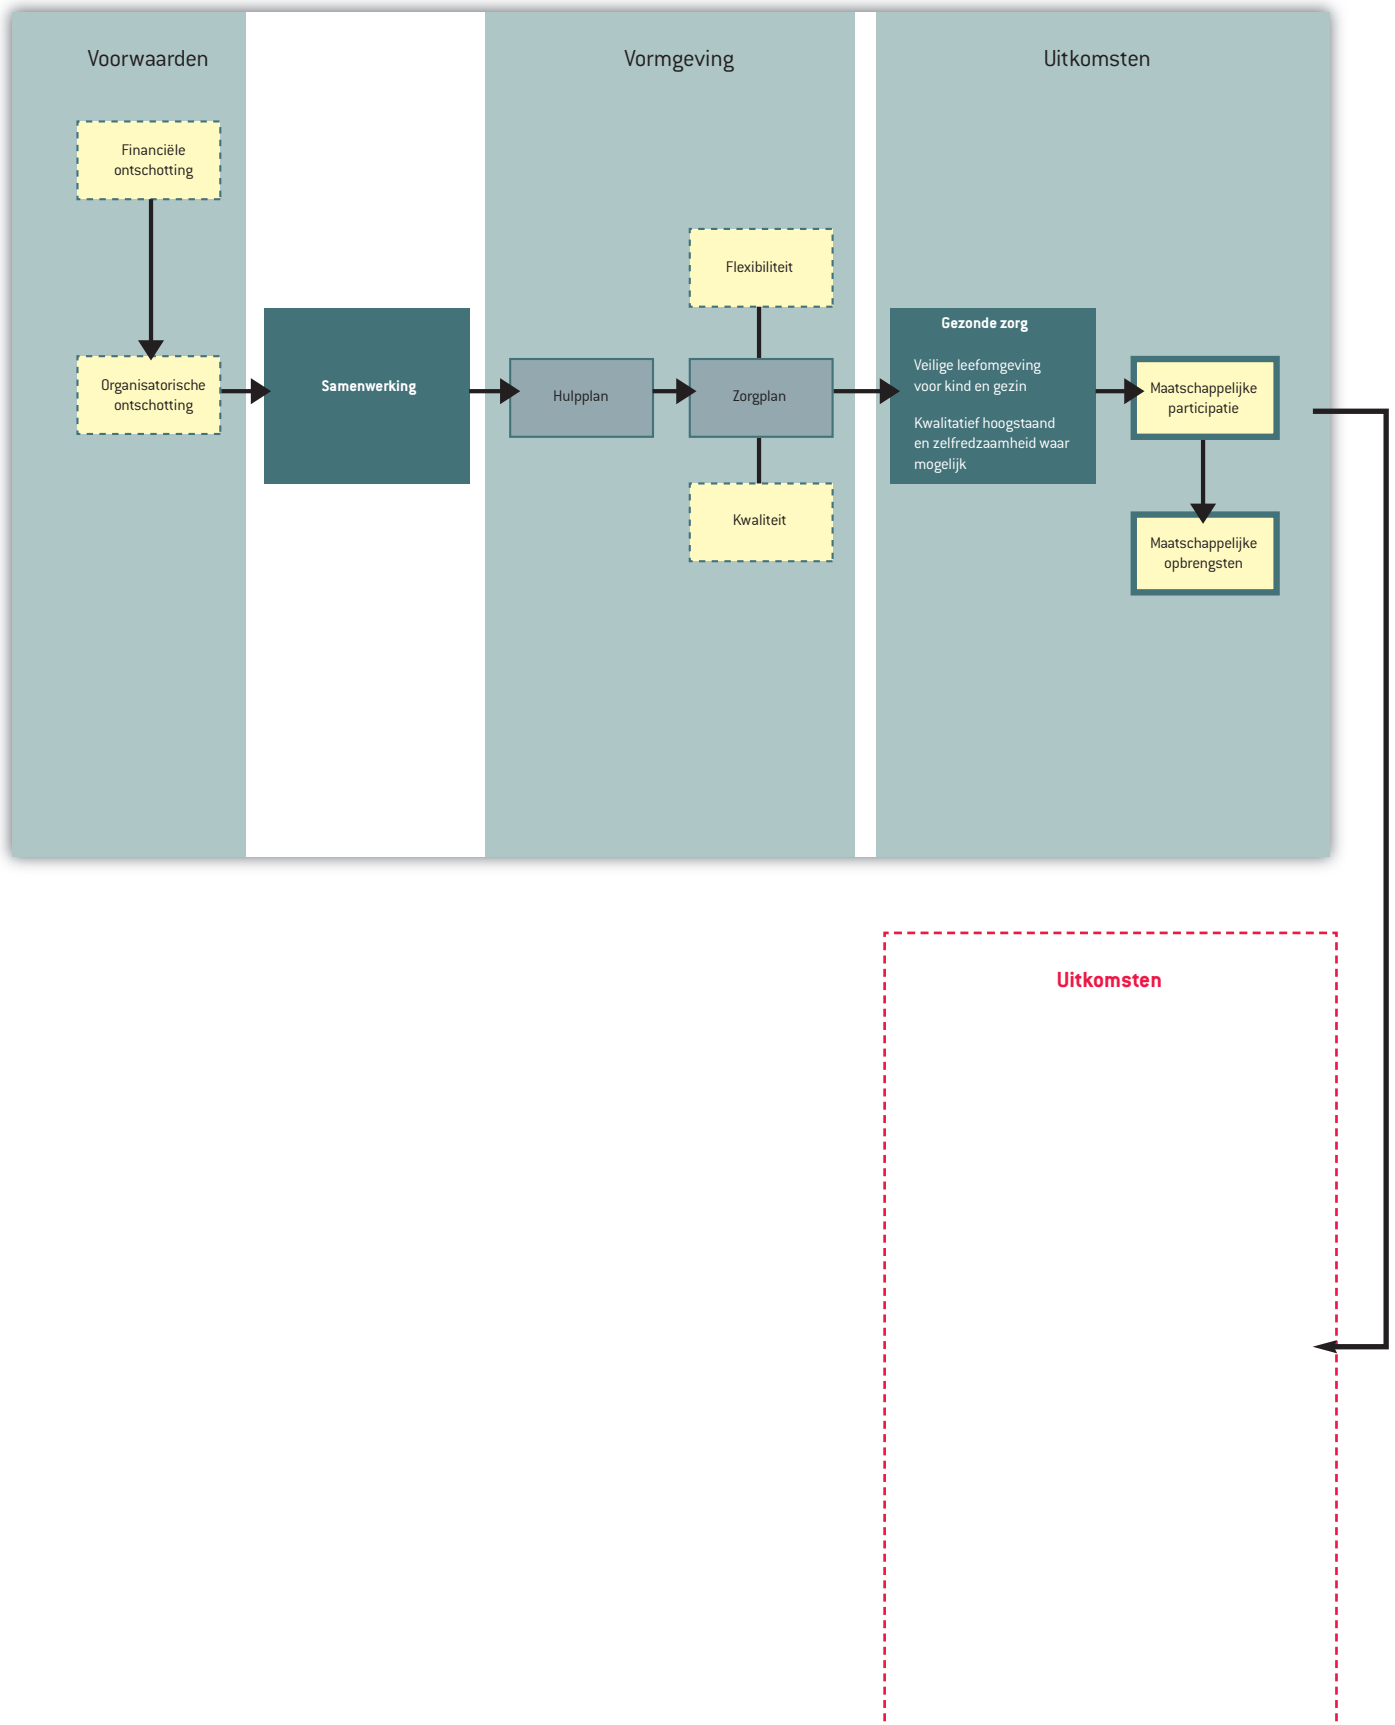 Voorwaarden
Vormgeving
Uitkomsten
Financiële
ontschotting
Organisatorische
ontschotting
Samenwerking
Hulpplan
Flexibiliteit
Zorgplan
Kwaliteit
Gezonde zorg
Veilige leefomgeving
voor kind en gezin
Kwalitatief hoogstaand
en zelfredzaamheid waar
mogelijk
Maatschappelijke
participatie
Maatschappelijke
opbrengsten
Uitkomsten